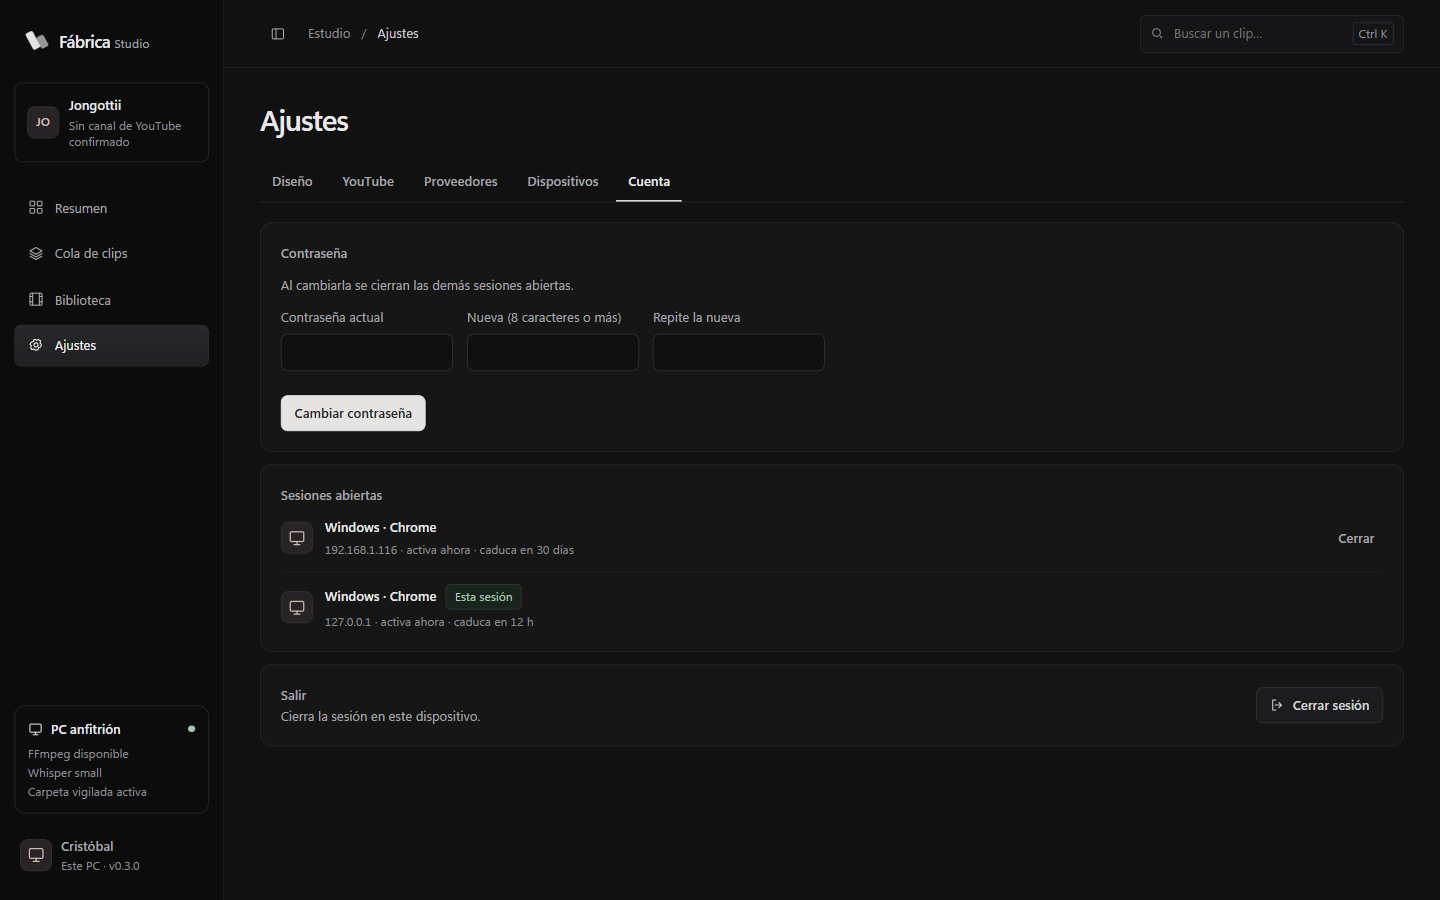 Fábrica Studio
JO
Jongottii
Sin canal de YouTube
confirmado
Resumen
Cola de clips
Biblioteca
Ajustes
PC anfitrión
FFmpeg disponible
Whisper small
Carpeta vigilada activa
Cristóbal
Este PC · v0.3.0
Estudio / Ajustes
Buscar un clip...
Ctrl K
Ajustes
Diseño
YouTube
Proveedores
Dispositivos
Cuenta
Contraseña
Al cambiarla se cierran las demás sesiones abiertas.
Contraseña actual
Nueva (8 caracteres o más)
Repite la nueva
Cambiar contraseña
Sesiones abiertas
Windows · Chrome
192.168.1.116 · activa ahora · caduca en 30 días
Cerrar
Windows · Chrome
Esta sesión
127.0.0.1 · activa ahora · caduca en 12 h
Salir
Cierra la sesión en este dispositivo.
Cerrar sesión